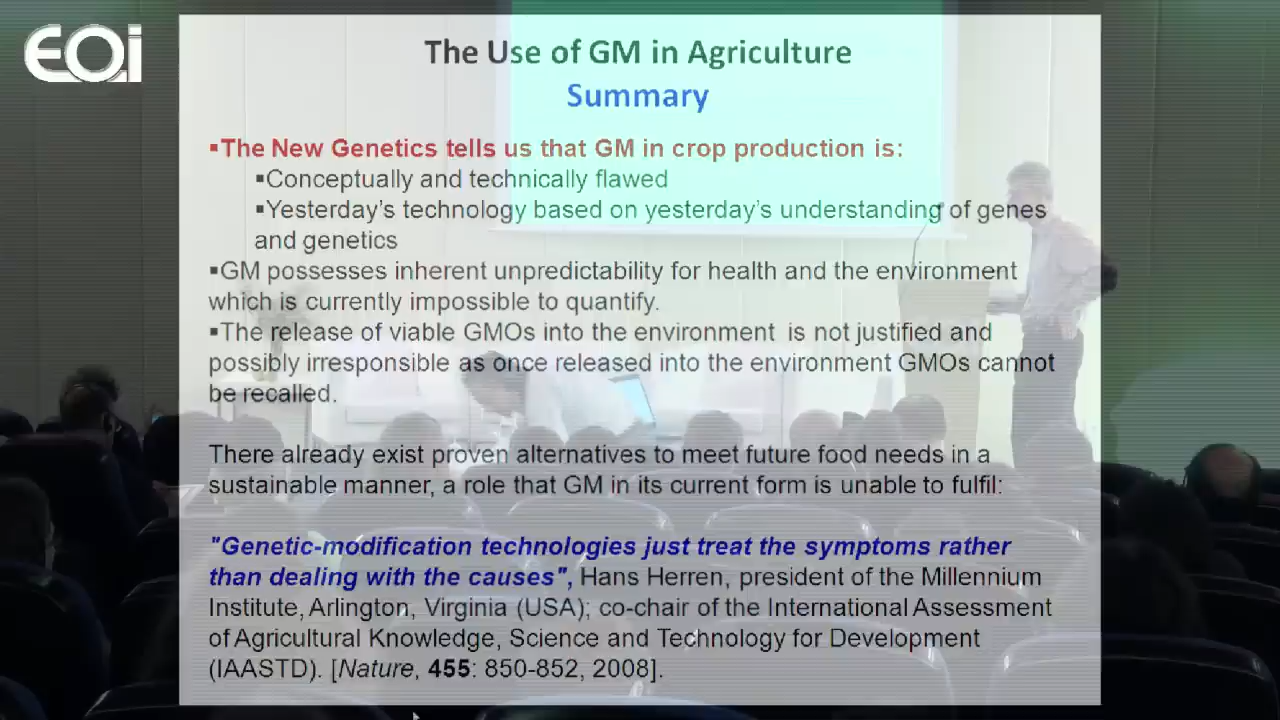 EOi
The Use of GM in Agriculture
Summary
▪The New Genetics tells us that GM in crop production is:
▪Conceptually and technically flawed
▪Yesterday’s technology based on yesterday’s understanding of genes
and genetics
▪GM possesses inherent unpredictability for health and the environment
which is currently impossible to quantify.
▪The release of viable GMOs into the environment is not justified and
possibly irresponsible as once released into the environment GMOs cannot
be recalled.
There already exist proven alternatives to meet future food needs in a
sustainable manner, a role that GM in its current form is unable to fulfil:
"Genetic-modification technologies just treat the symptoms rather
than dealing with the causes", Hans Herren, president of the Millennium
Institute, Arlington, Virginia (USA); co-chair of the International Assessment
of Agricultural Knowledge, Science and Technology for Development
(IAASTD). [Nature, 455: 850-852, 2008].